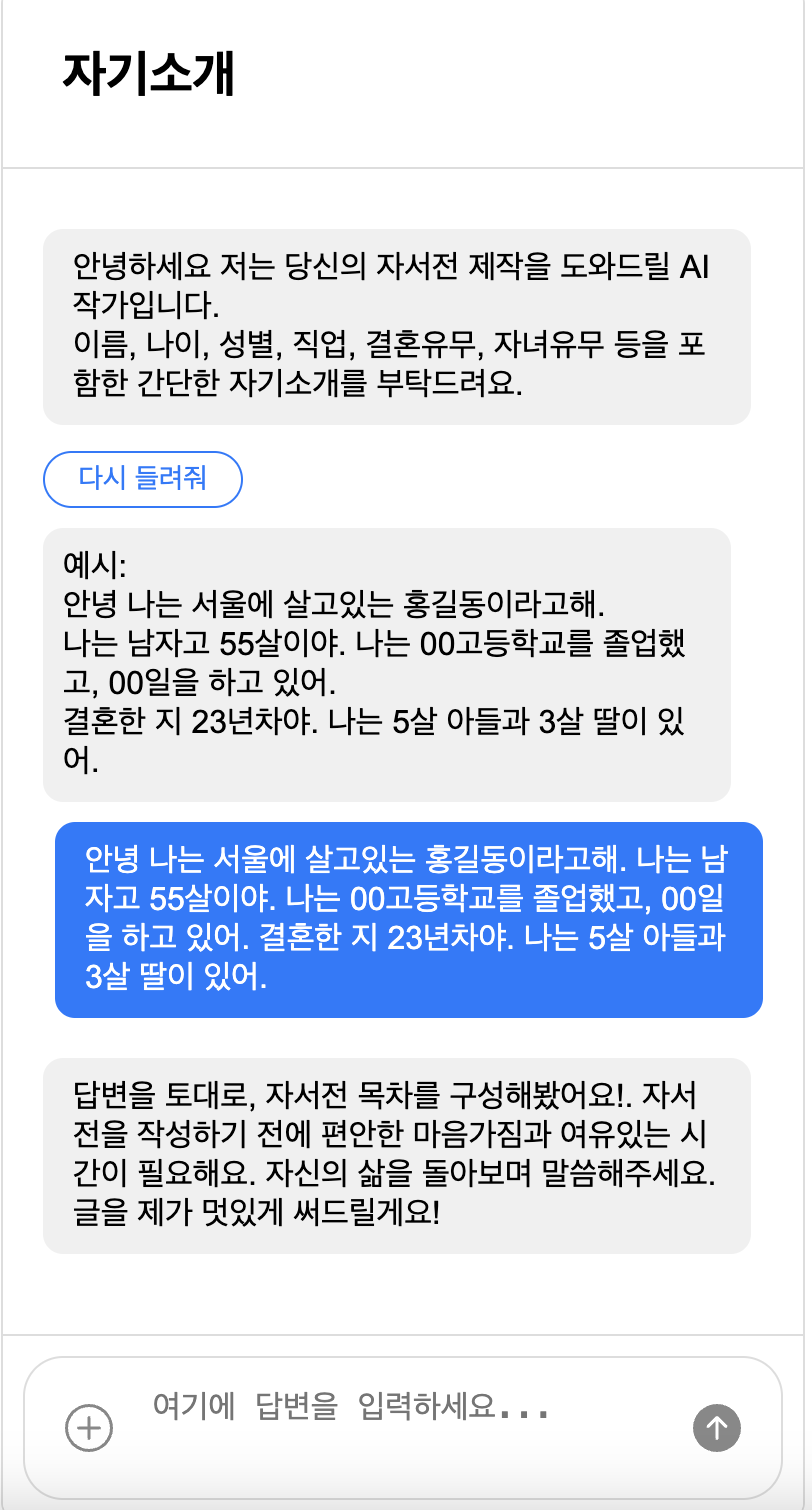 자기소개
안녕하세요 저는 당신의 자서전 제작을 도와드릴 AI
작가입니다.
이름, 나이, 성별, 직업, 결혼유무, 자녀유무 등을 포
함한 간단한 자기소개를 부탁드려요.
다시 들려줘
예시:
안녕 나는 서울에 살고있는 홍길동이라고해.
나는 남자고 55살이야. 나는 00고등학교를 졸업했
고, 00일을 하고 있어.
결혼한 지 23년차야. 나는 5살 아들과 3살 딸이 있
어.
안녕 나는 서울에 살고있는 홍길동이라고해. 나는 남
자고 55살이야. 나는 00고등학교를 졸업했고, 00일
을 하고 있어. 결혼한 지 23년차야. 나는 5살 아들과
3살 딸이 있어.
답변을 토대로, 자서전 목차를 구성해봤어요!. 자서
전을 작성하기 전에 편안한 마음가짐과 여유있는 시
간이 필요해요. 자신의 삶을 돌아보며 말씀해주세요.
글을 제가 멋있게 써드릴게요!
여기에 답변을 입력하세요...